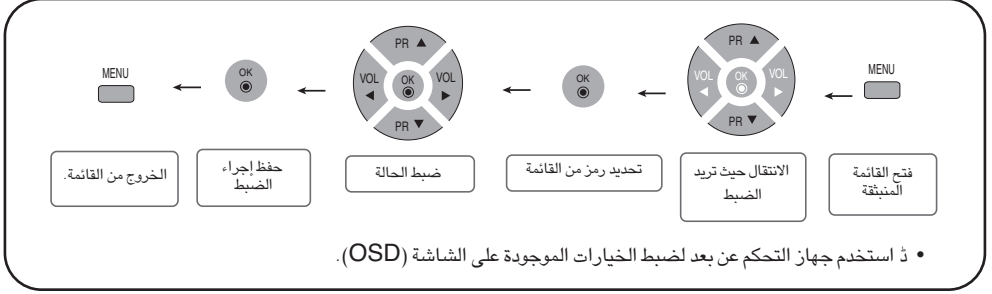 MENU
PR ▲
VOL ◀
OK
VOL ▶
PR ▼
فتح القائمة
المنبثقة
الانتقال حيث تريد
الضبط
OK
تحديد رمز من القائمة
PR ▲
VOL ◀
OK
VOL ▶
PR ▼
ضبط الحالة
OK
حفظ إجراء
الضبط
MENU
الخروج من القائمة.
• ڈ استخدم جهاز التحكم عن بعد لضبط الخيارات الموجودة على الشاشة (OSD).